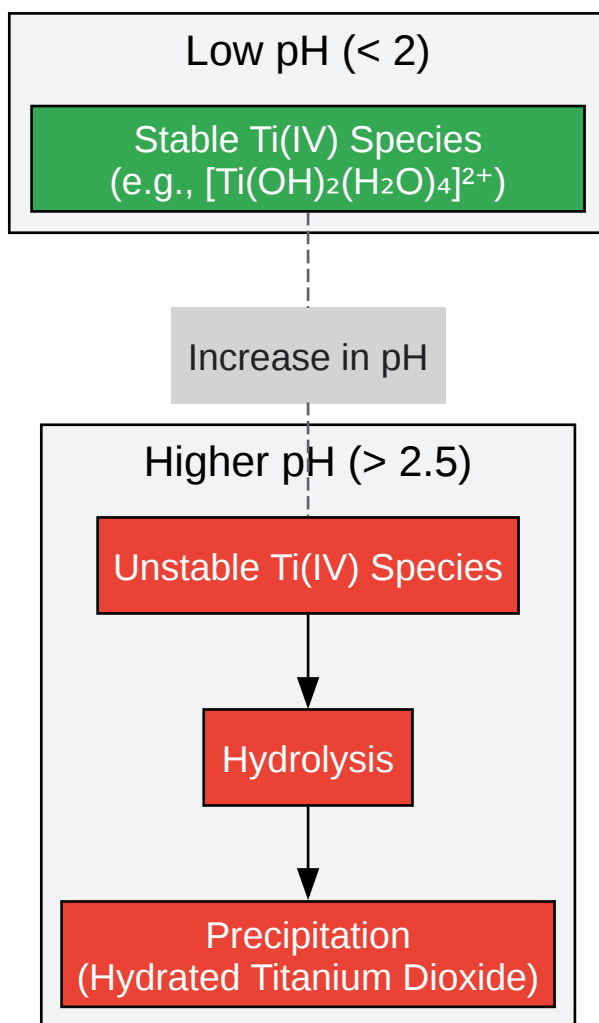 Low pH (< 2)
Stable Ti(IV) Species
(e.g., [Ti(OH)₂(H₂O)₄]²⁺)
Increase in pH
Higher pH (> 2.5)
Unstable Ti(IV) Species
Hydrolysis
Precipitation
(Hydrated Titanium Dioxide)